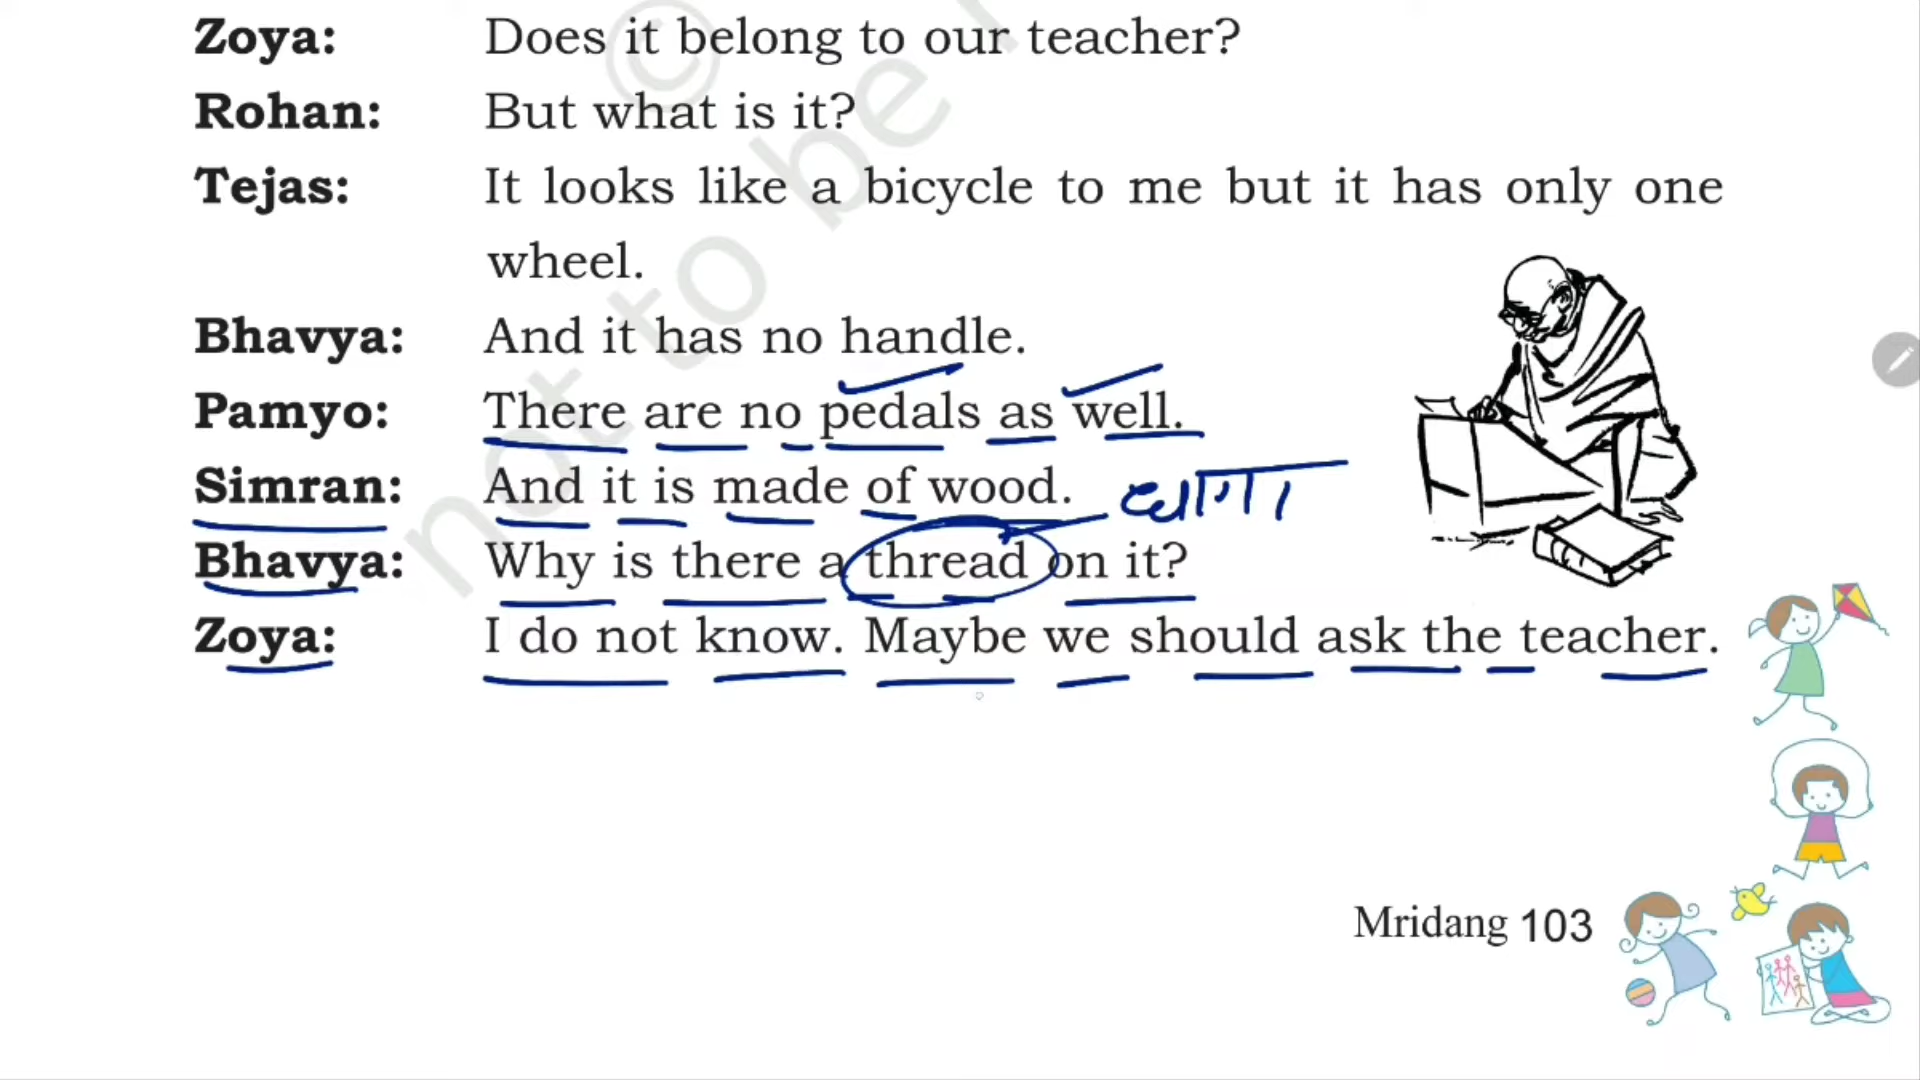 Zoya: Does it belong to our teacher?
Rohan: But what is it?
Tejas: It looks like a bicycle to me but it has only one
wheel.
Bhavya: And it has no handle.
Pamyo: There are no pedals as well.
Simran: And it is made of wood. धागा
Bhavya: Why is there a thread on it?
Zoya: I do not know. Maybe we should ask the teacher.
Mridang 103
© not to be